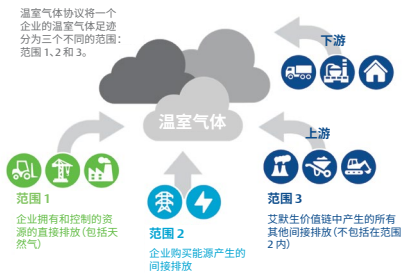 温室气体协议将一个
企业的温室气体足迹
分为三个不同的范围：
范围 1、2 和 3。
下游
温室气体
上游
范围 1
企业拥有和控制的资
源的直接排放（包括天
然气）
范围 2
企业购买能源产生的
间接排放
范围 3
艾默生价值链中产生的所有
其他间接排放（不包括在范围
2 内）